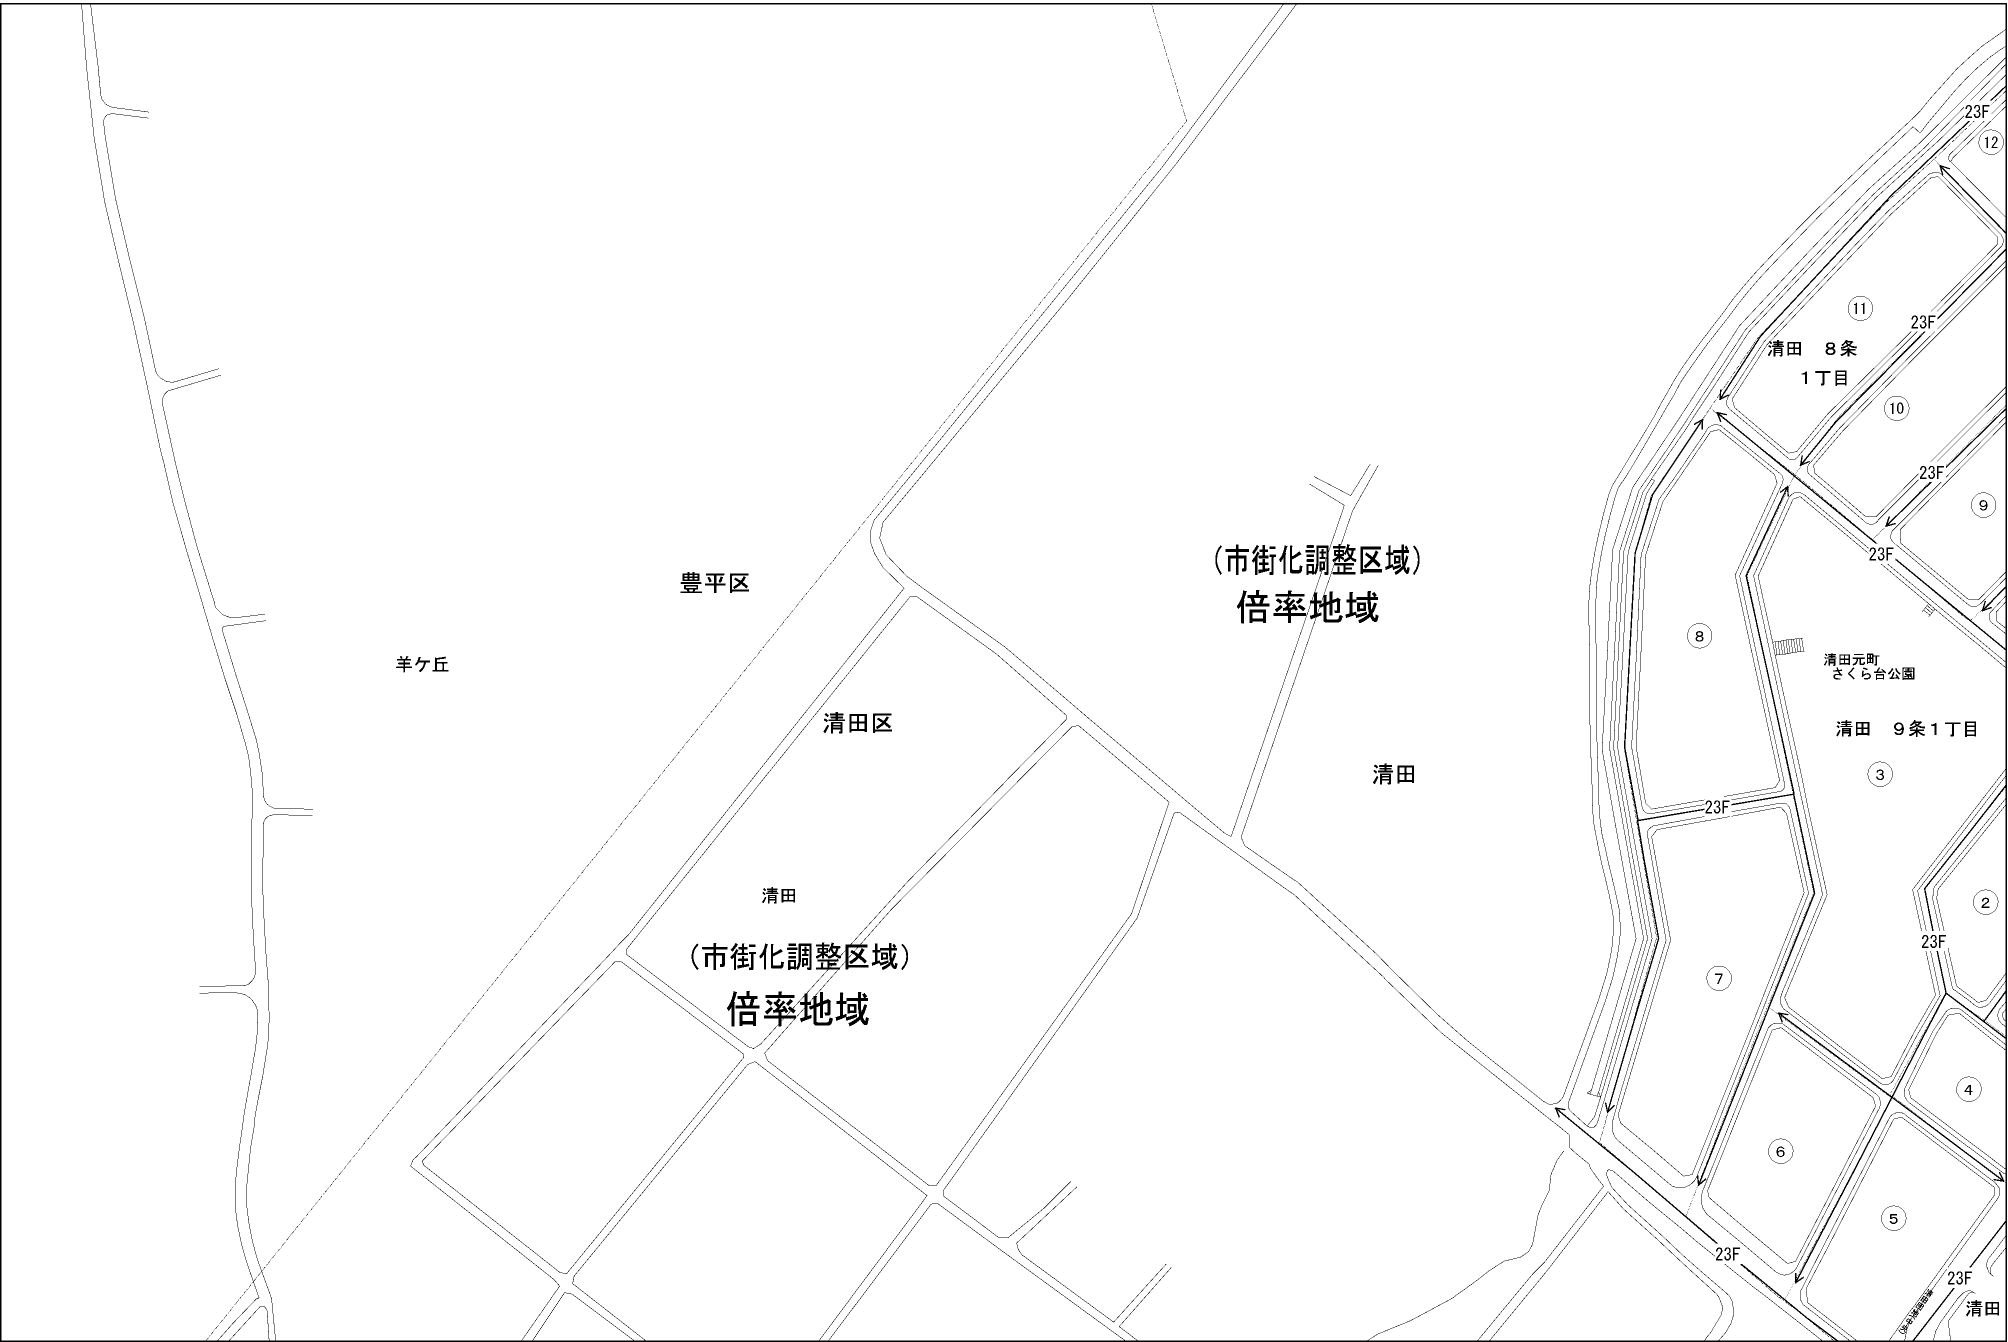 23F
12
11
23F
清田　８条
１丁目
10
23F
9
23F
（市街化調整区域）
倍率地域
豊平区
8
羊ケ丘
清田元町
さくら台公園
清田区
清田　９条１丁目
清田
3
23F
清田
2
23F
（市街化調整区域）
倍率地域
7
4
6
5
23F
23F
清田